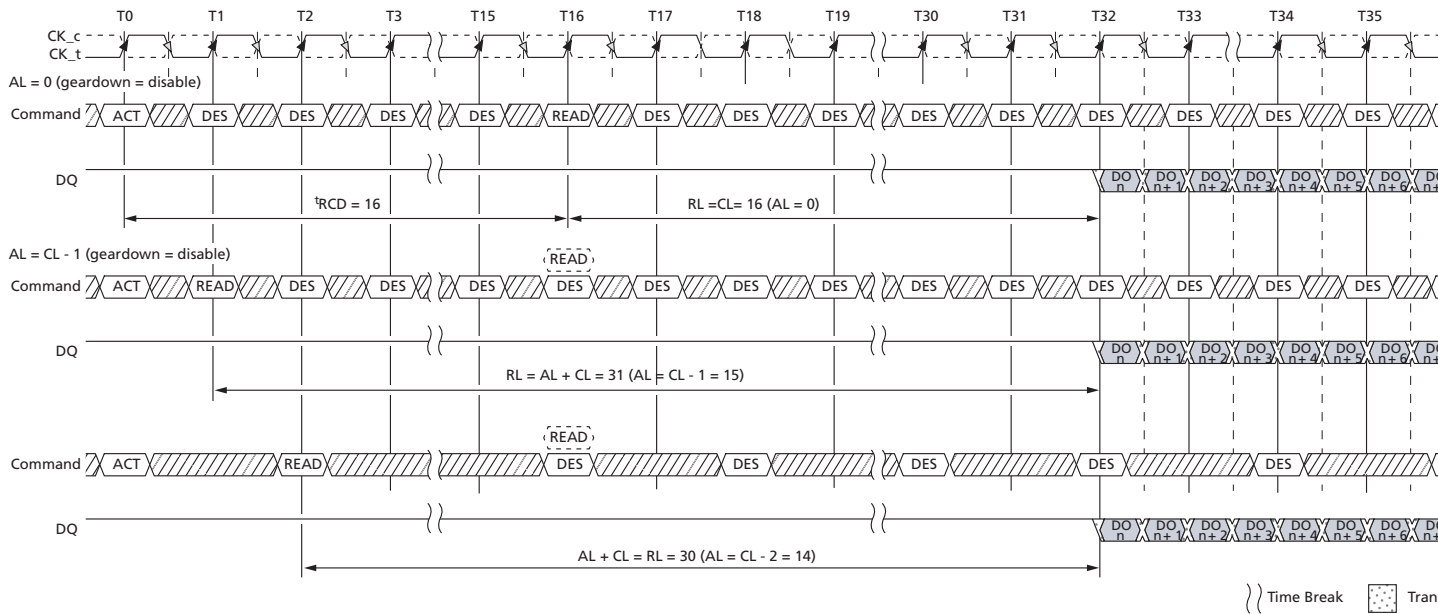 T0 T1 T2 T3 T15 T16 T17 T18 T19 T30 T31 T32 T33 T34 T35
CK_c
CK_t
AL = 0 (geardown = disable)
Command ACT DES DES DES DES READ DES DES DES DES DES DES DES DES DES
DQ DO n DO n + 1 DO n + 2 DO n + 3 DO n + 4 DO n + 5 DO n + 6
tRCD = 16 RL =CL= 16 (AL = 0)
AL = CL - 1 (geardown = disable)
READ
Command ACT READ DES DES DES DES DES DES DES DES DES DES DES DES DES
DQ DO n DO n + 1 DO n + 2 DO n + 3 DO n + 4 DO n + 5 DO n + 6
RL = AL + CL = 31 (AL = CL - 1 = 15)
READ
Command ACT READ DES DES DES DES DES
DQ DO n DO n + 1 DO n + 2 DO n + 3 DO n + 4 DO n + 5 DO n + 6
AL + CL = RL = 30 (AL = CL - 2 = 14)
Time Break Tran